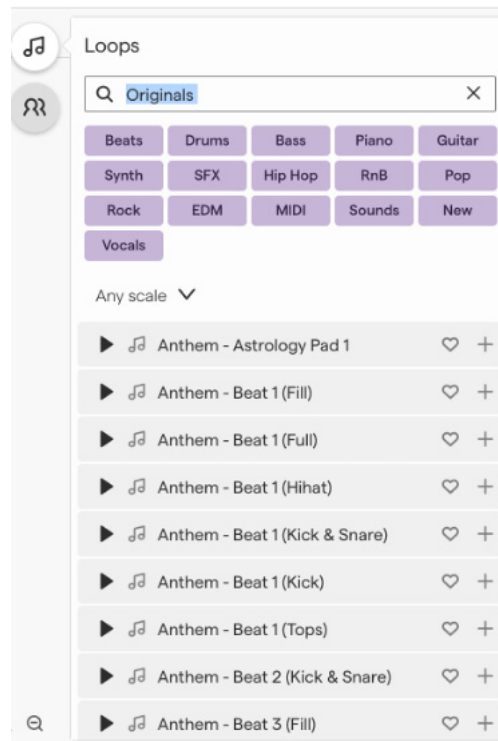 Loops
Originals
Beats Drums Bass Piano Guitar
Synth SFX Hip Hop RnB Pop
Rock EDM MIDI Sounds New
Vocals
Any scale
Anthem - Astrology Pad 1
Anthem - Beat 1 (Fill)
Anthem - Beat 1 (Full)
Anthem - Beat 1 (Hihat)
Anthem - Beat 1 (Kick & Snare)
Anthem - Beat 1 (Kick)
Anthem - Beat 1 (Tops)
Anthem - Beat 2 (Kick & Snare)
Anthem - Beat 3 (Fill)